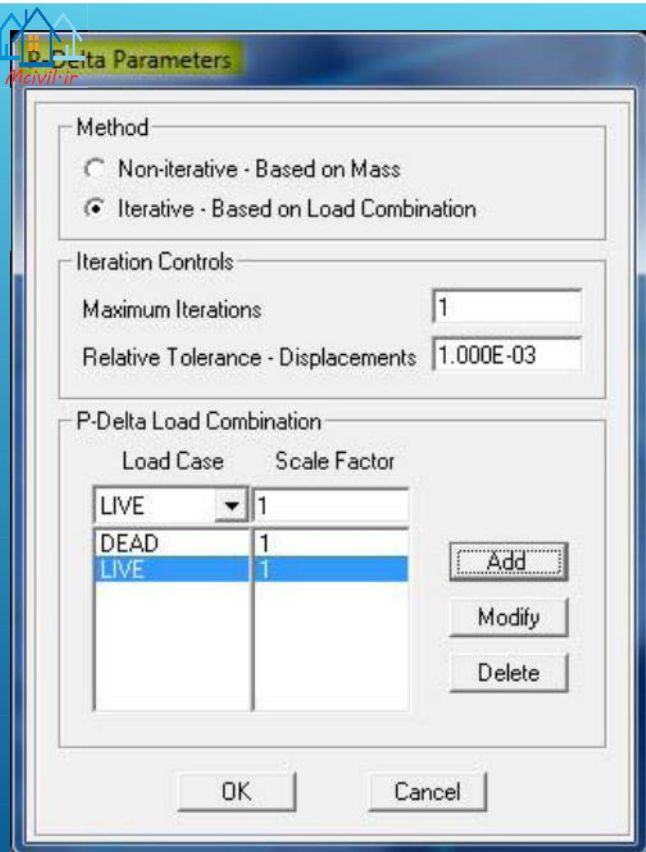 P-Delta Parameters
Mcivil.ir
Method
Non-iterative - Based on Mass
Iterative - Based on Load Combination
Iteration Controls
Maximum Iterations 1
Relative Tolerance - Displacements 1.000E-03
P-Delta Load Combination
Load Case Scale Factor
LIVE 1
DEAD 1
LIVE 1
Add
Modify
Delete
OK Cancel